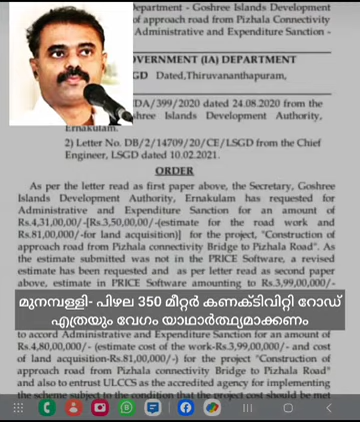 Department - Goshree Islands Development
of approach road from Pizhala Connectivity
Administrative and Expenditure Sanction -
VERNMENT (IA) DEPARTMENT
GD Dated,Thiruvananthapuram,
DA/399/2020 dated 24.08.2020 from the
shree Islands Development Authority,
Ernakulam.
2) Letter No. DB/2/14709/20/CE/LSGD from the Chief
Engineer, LSGD dated 10.02.2021.
ORDER
As per the letter read as first paper above, the Secretary, Goshree
Islands Development Authority, Ernakulam has requested for
Administrative and Expenditure Sanction for an amount of
Rs.4,31,00,00/-[Rs.3,50,00,00/-(estimate for the road work and
Rs.81,00,000/-for land acquisition)] for the project, "Construction of
approach road from Pizhala connectivity Bridge to Pizhala Road". As
the estimate submitted was not in the PRICE Software, a revised
estimate has been requested and as per letter read as second paper
above, estimate in PRICE Software amounting to Rs.3,99,00,000/-
മുനമ്പള്ളി- പിഴല 350 മീറ്റർ കണക്ടിവിറ്റി റോഡ്
എത്രയും വേഗം യാഥാർത്ഥ്യമാക്കണം
to accord Administrative and Expenditure Sanction for an amount of
Rs.4,80,00,000/- (estimate cost of the work-Rs.3,99,00,000/- and cost
of land acquisition-Rs.81,00,000/-) for the project "Construction of
approach road from Pizhala connectivity Bridge to Pizhala Road"
and also to entrust ULCCS as the accredited agency for implementing
the scheme subject to the condition that the project cost should be met